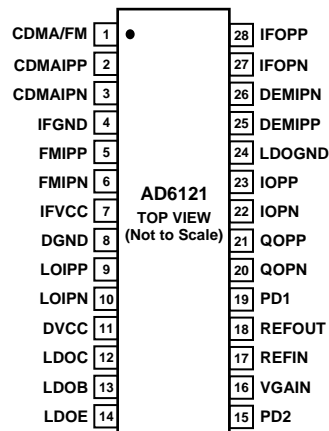 CDMA/FM 1
CDMAIPP 2
CDMAIPN 3
IFGND 4
FMIPP 5
FMIPN 6
IFVCC 7
DGND 8
LOIPP 9
LOIPN 10
DVCC 11
LDOC 12
LDOB 13
LDOE 14
AD6121
TOP VIEW
(Not to Scale)
28 IFOPP
27 IFOPN
26 DEMIPN
25 DEMIPP
24 LDOGND
23 IOPP
22 IOPN
21 QOPP
20 QOPN
19 PD1
18 REFOUT
17 REFIN
16 VGAIN
15 PD2